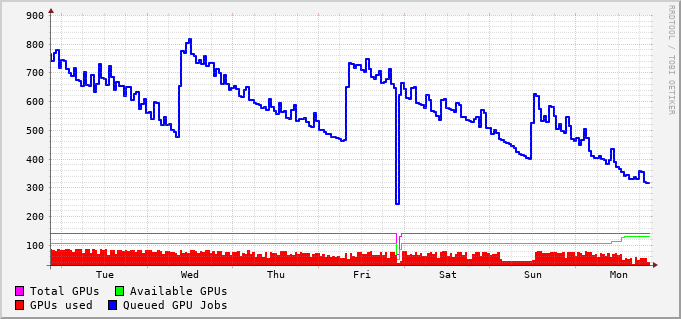 900
800
700
600
500
400
300
200
100
Tue Wed Thu Fri Sat Sun Mon
Total GPUs Available GPUs
GPUs used Queued GPU Jobs
RRDTOOL / TOBI OETIKER